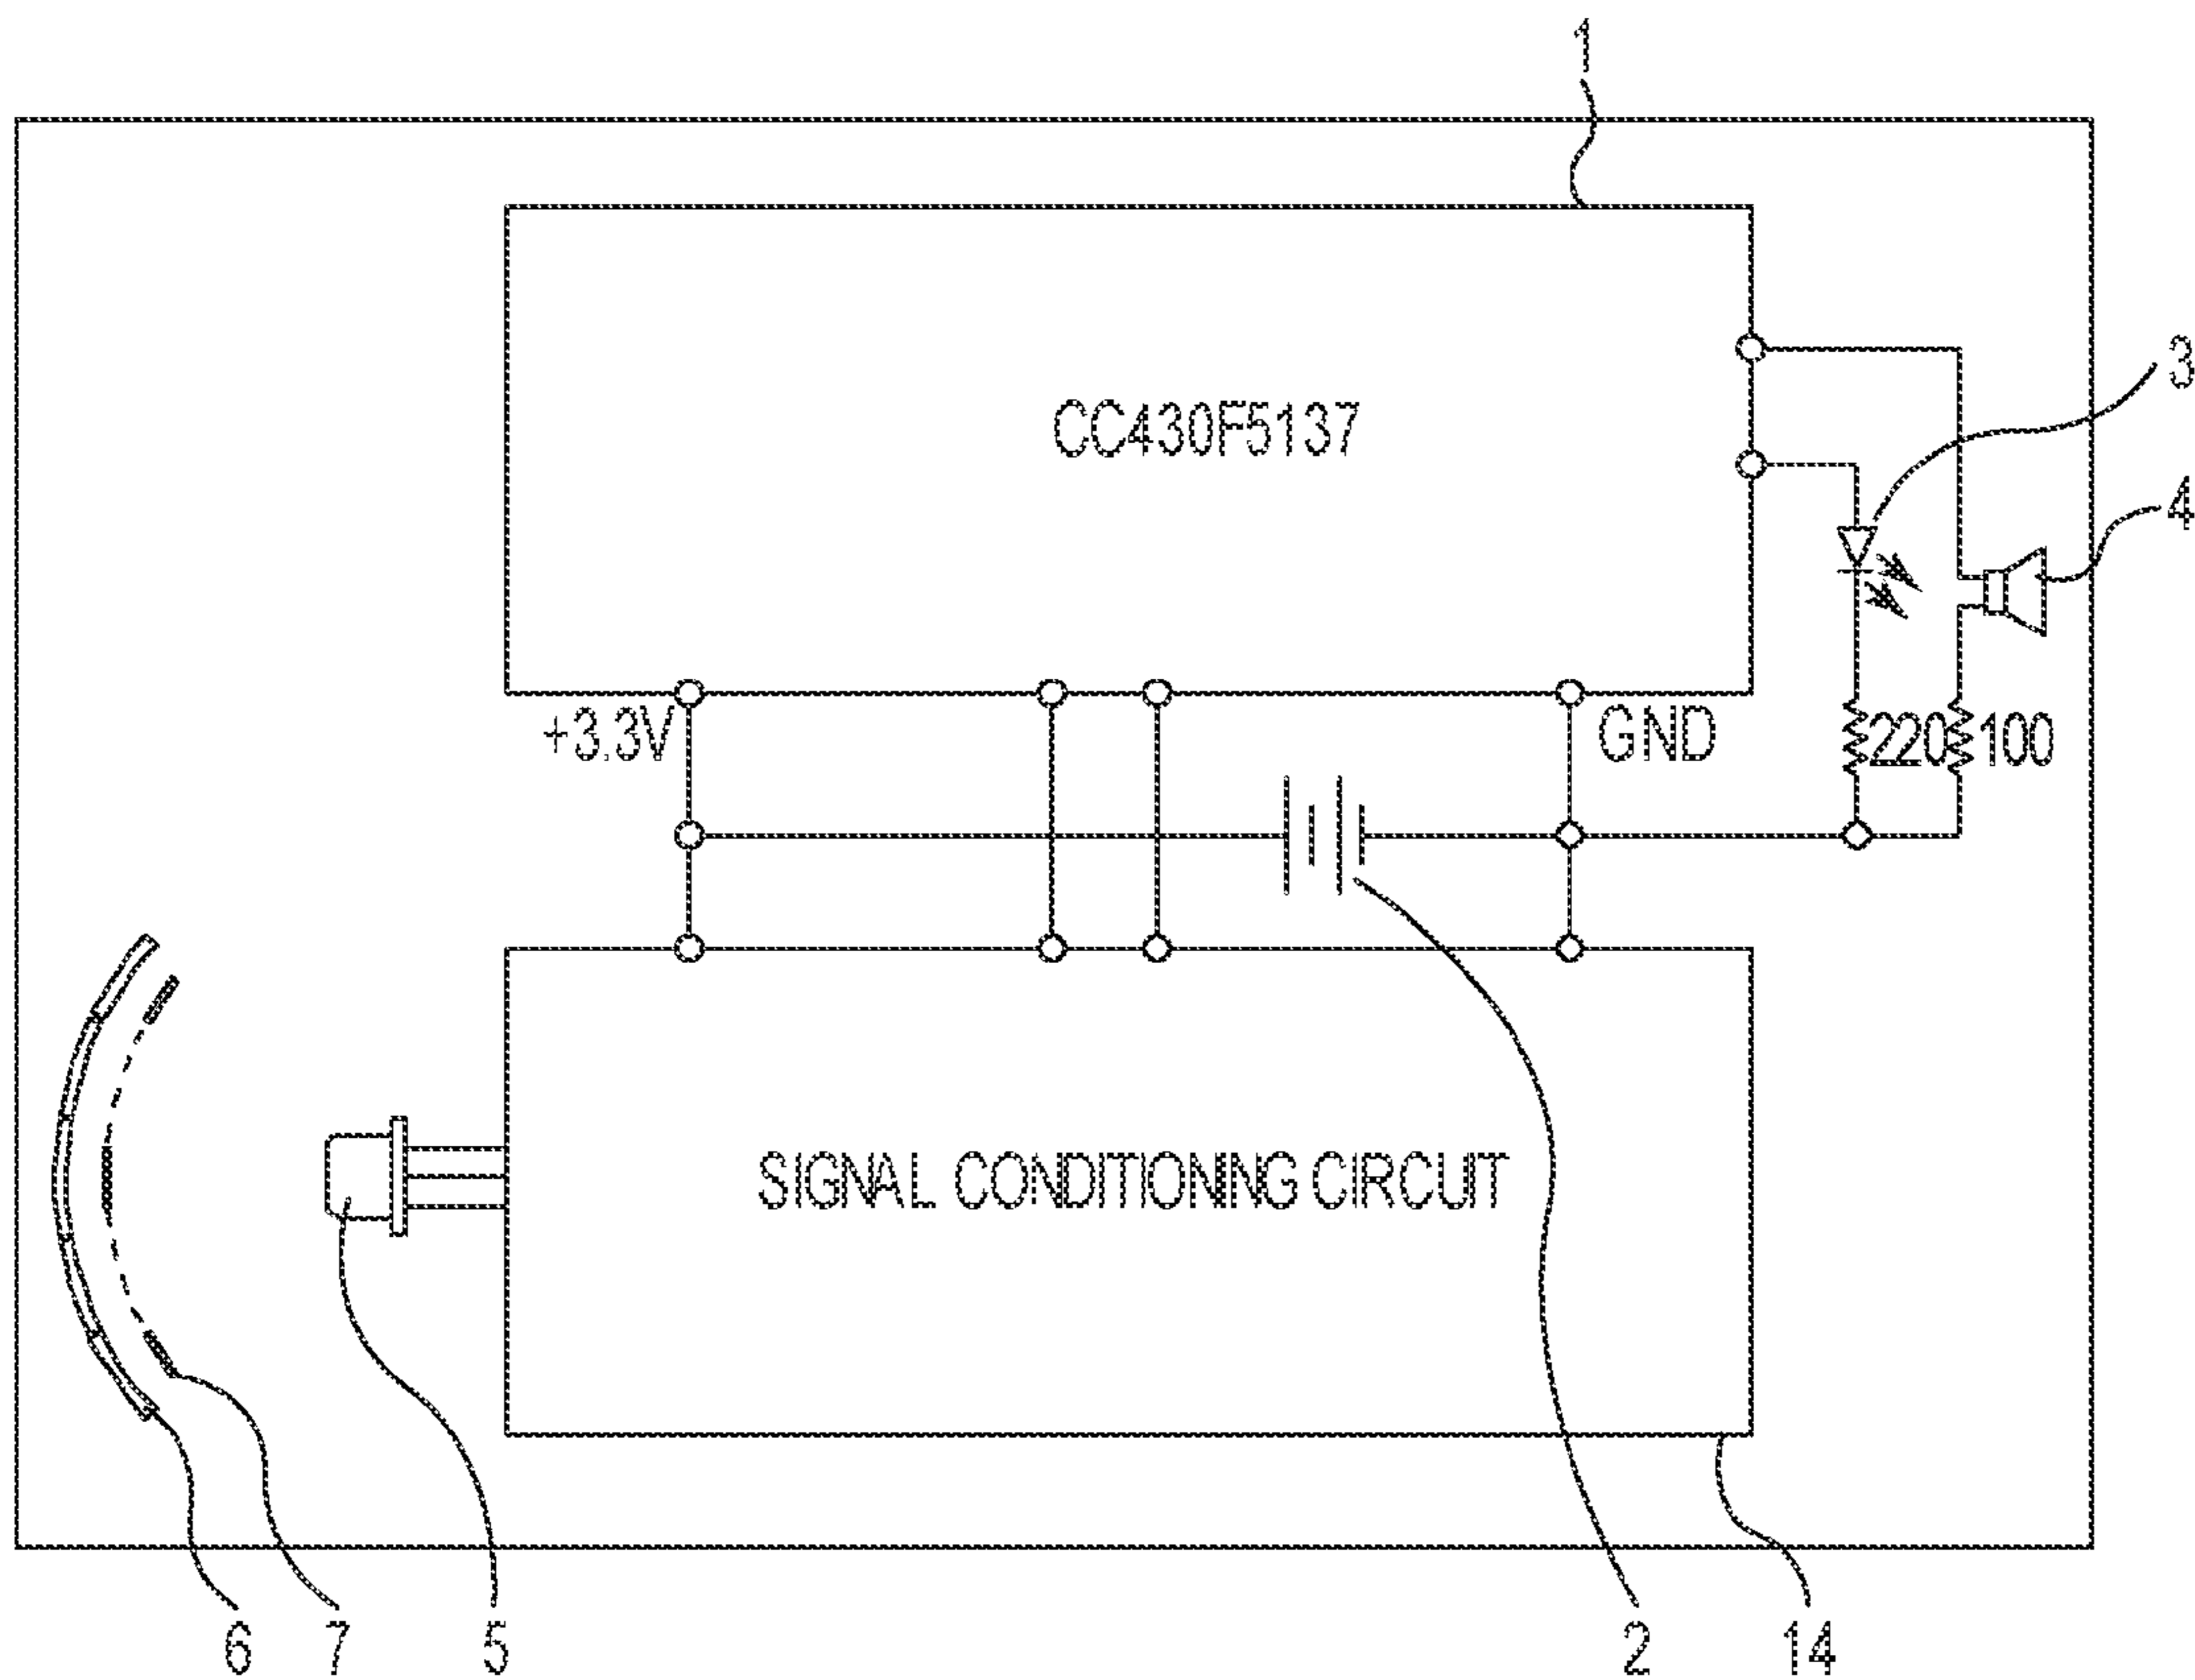 1
CC430F5137
3
4
+3.3V
GND
220
100
SIGNAL CONDITIONING CIRCUIT
6
7
5
2
14